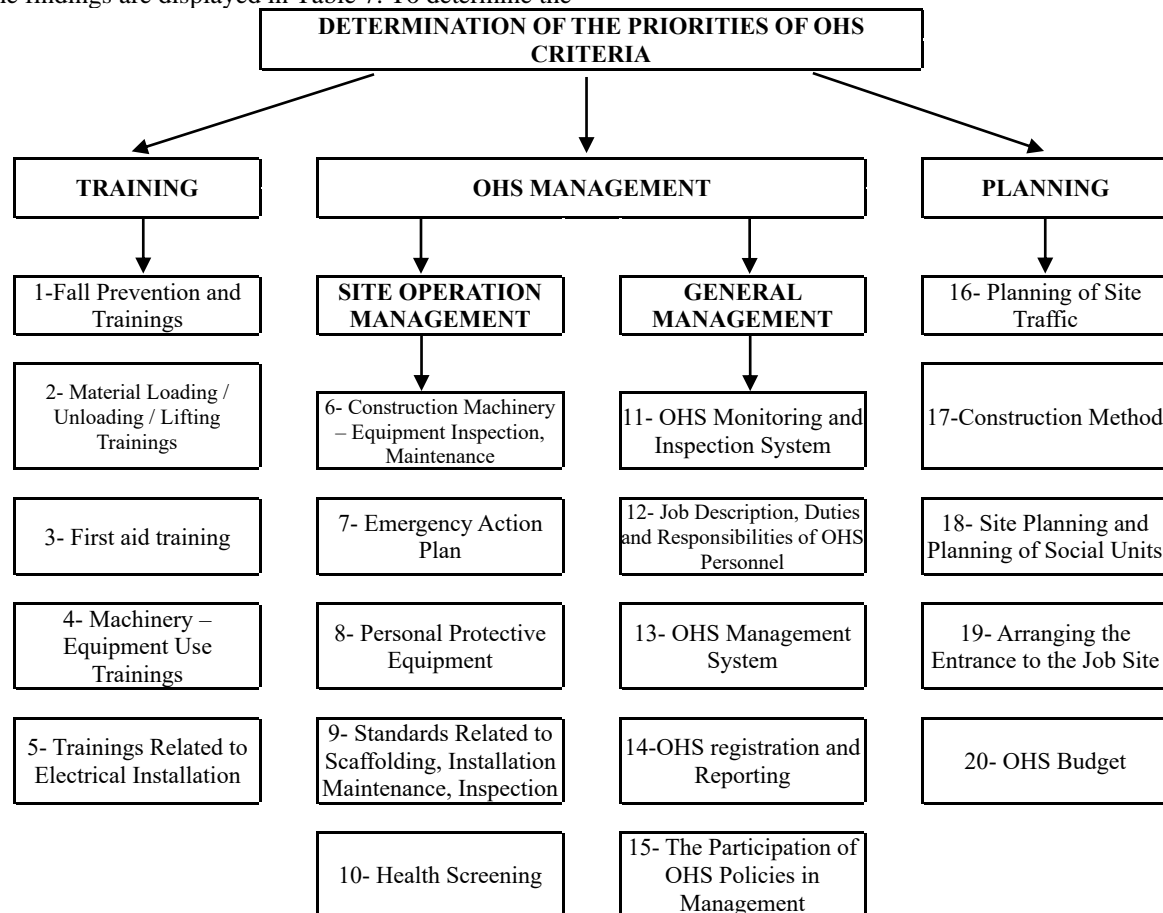 e findings are displayed in Table 7. To determine the
DETERMINATION OF THE PRIORITIES OF OHS
CRITERIA
TRAINING
OHS MANAGEMENT
PLANNING
1-Fall Prevention and
Trainings
SITE OPERATION
MANAGEMENT
GENERAL
MANAGEMENT
16- Planning of Site
Traffic
2- Material Loading /
Unloading / Lifting
Trainings
6- Construction Machinery
– Equipment Inspection,
Maintenance
11- OHS Monitoring and
Inspection System
17-Construction Method
3- First aid training
7- Emergency Action
Plan
12- Job Description, Duties
and Responsibilities of OHS
Personnel
18- Site Planning and
Planning of Social Units
4- Machinery –
Equipment Use
Trainings
8- Personal Protective
Equipment
13- OHS Management
System
19- Arranging the
Entrance to the Job Site
5- Trainings Related to
Electrical Installation
9- Standards Related to
Scaffolding, Installation
Maintenance, Inspection
14-OHS registration and
Reporting
20- OHS Budget
10- Health Screening
15- The Participation of
OHS Policies in
Management